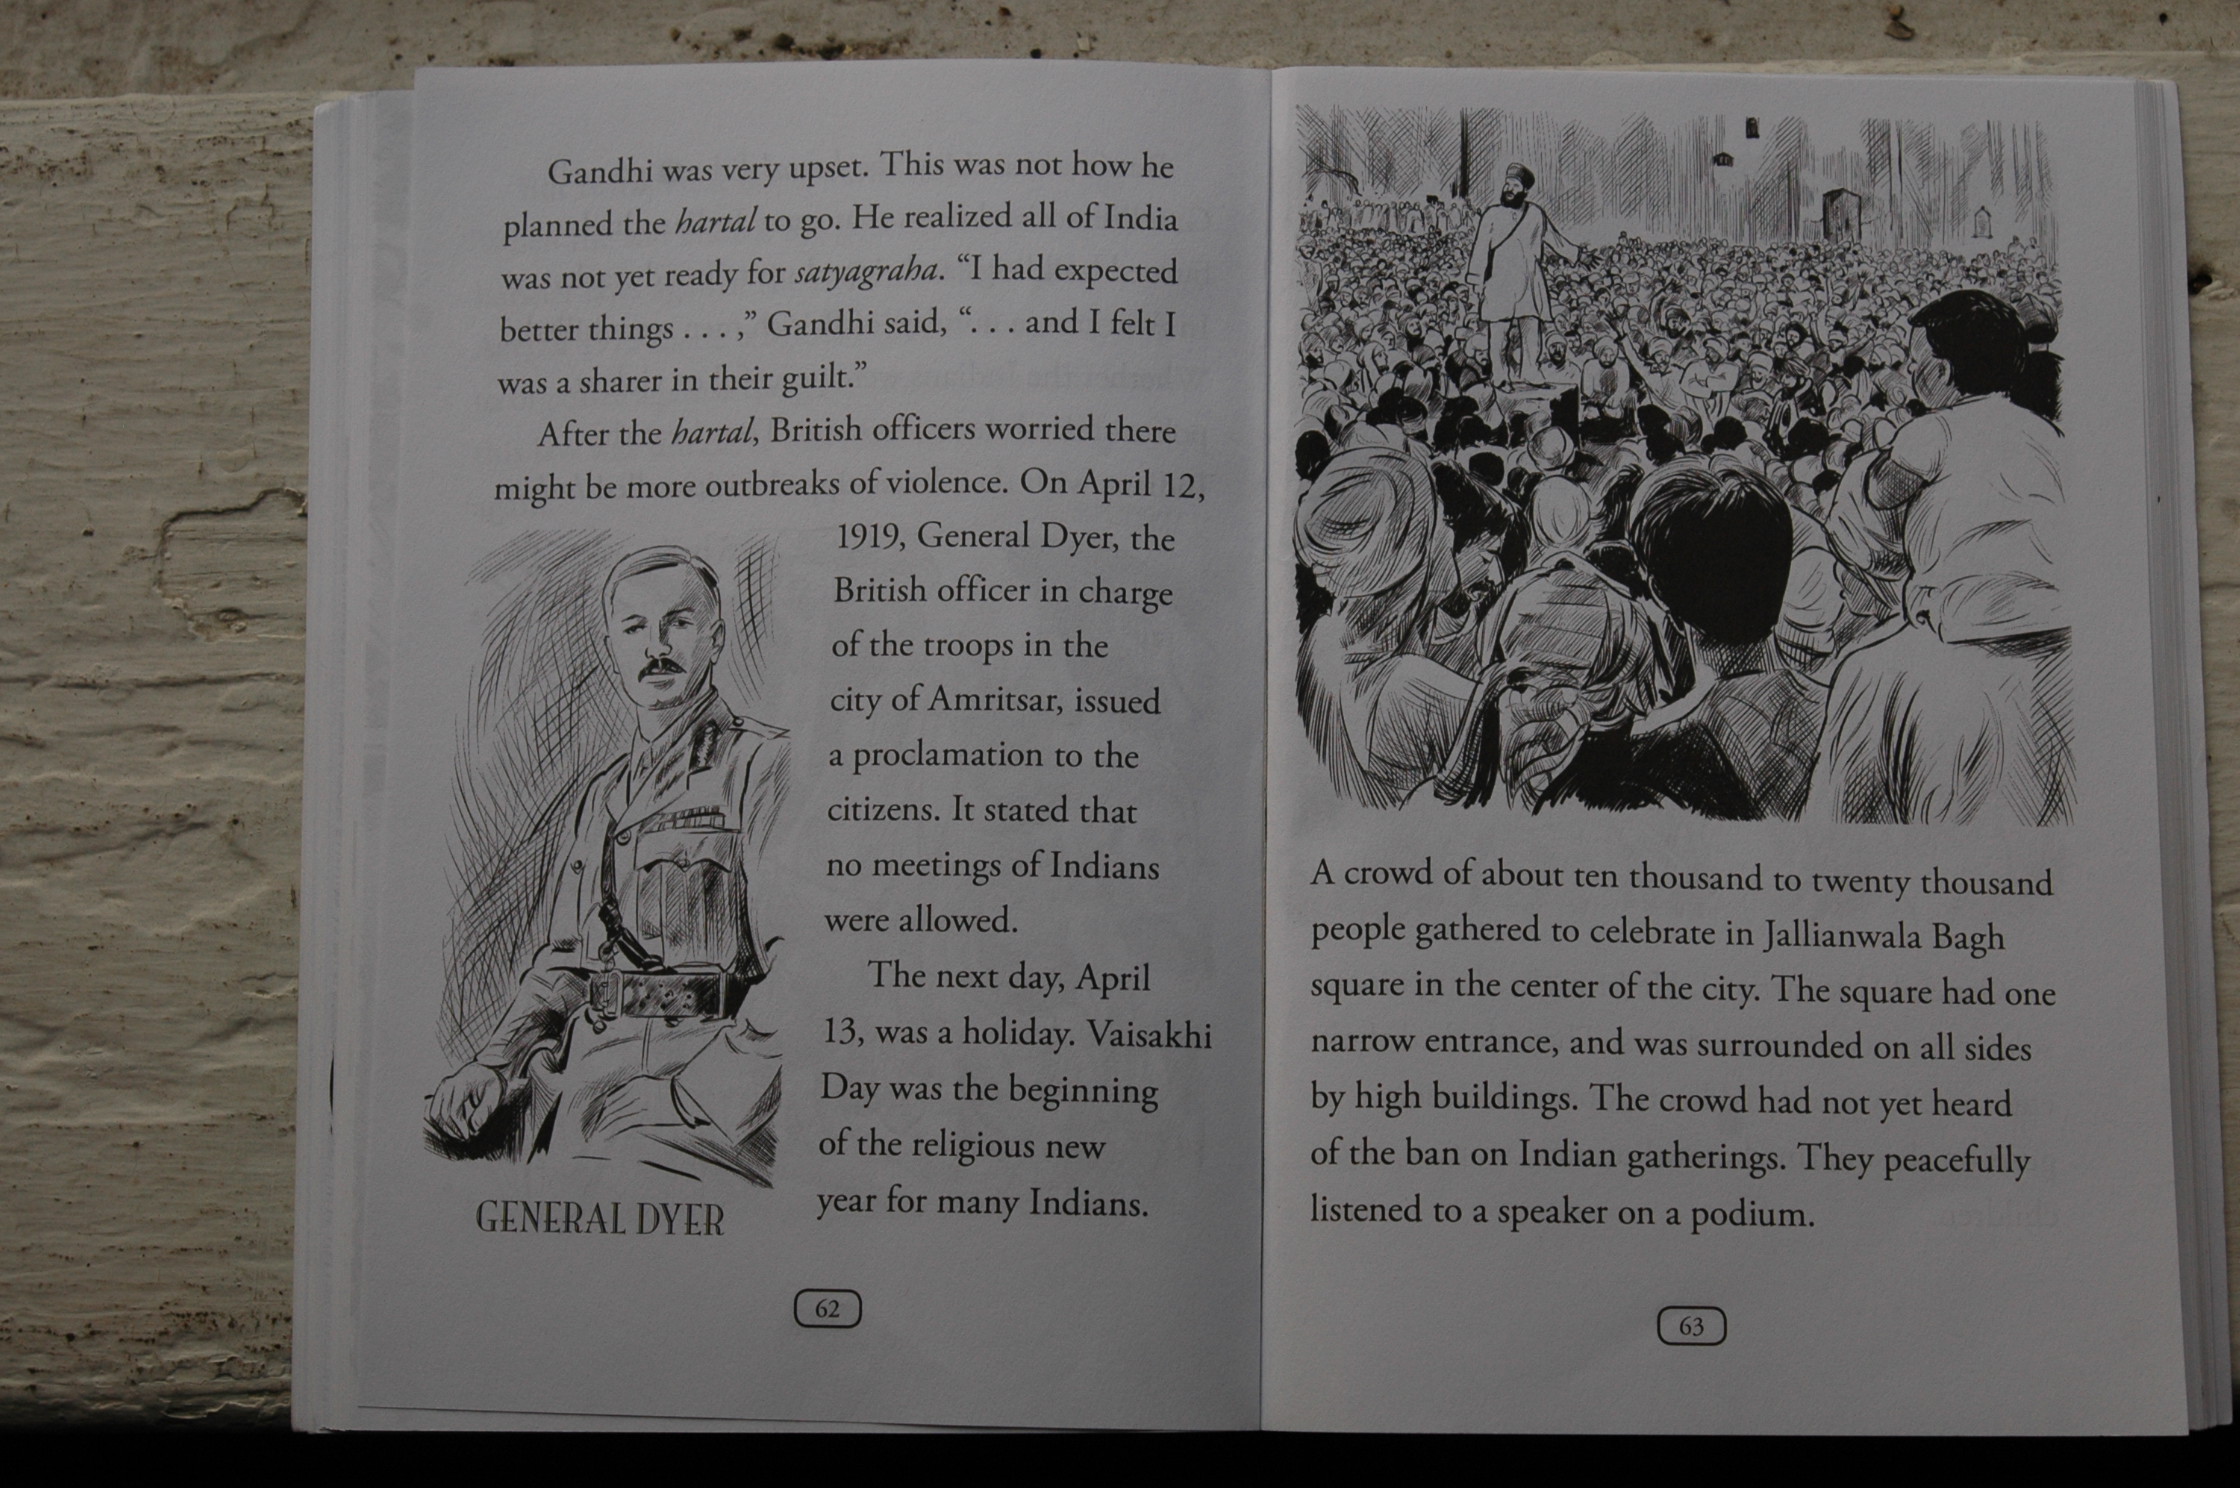 Gandhi was very upset. This was not how he
planned the hartal to go. He realized all of India
was not yet ready for satyagraha. “I had expected
better things . . . ,” Gandhi said, “. . . and I felt I
was a sharer in their guilt.”
After the hartal, British officers worried there
might be more outbreaks of violence. On April 12,
1919, General Dyer, the
British officer in charge
of the troops in the
city of Amritsar, issued
a proclamation to the
citizens. It stated that
no meetings of Indians
were allowed.
The next day, April
13, was a holiday. Vaisakhi
Day was the beginning
of the religious new
year for many Indians.
GENERAL DYER
62
A crowd of about ten thousand to twenty thousand
people gathered to celebrate in Jallianwala Bagh
square in the center of the city. The square had one
narrow entrance, and was surrounded on all sides
by high buildings. The crowd had not yet heard
of the ban on Indian gatherings. They peacefully
listened to a speaker on a podium.
63